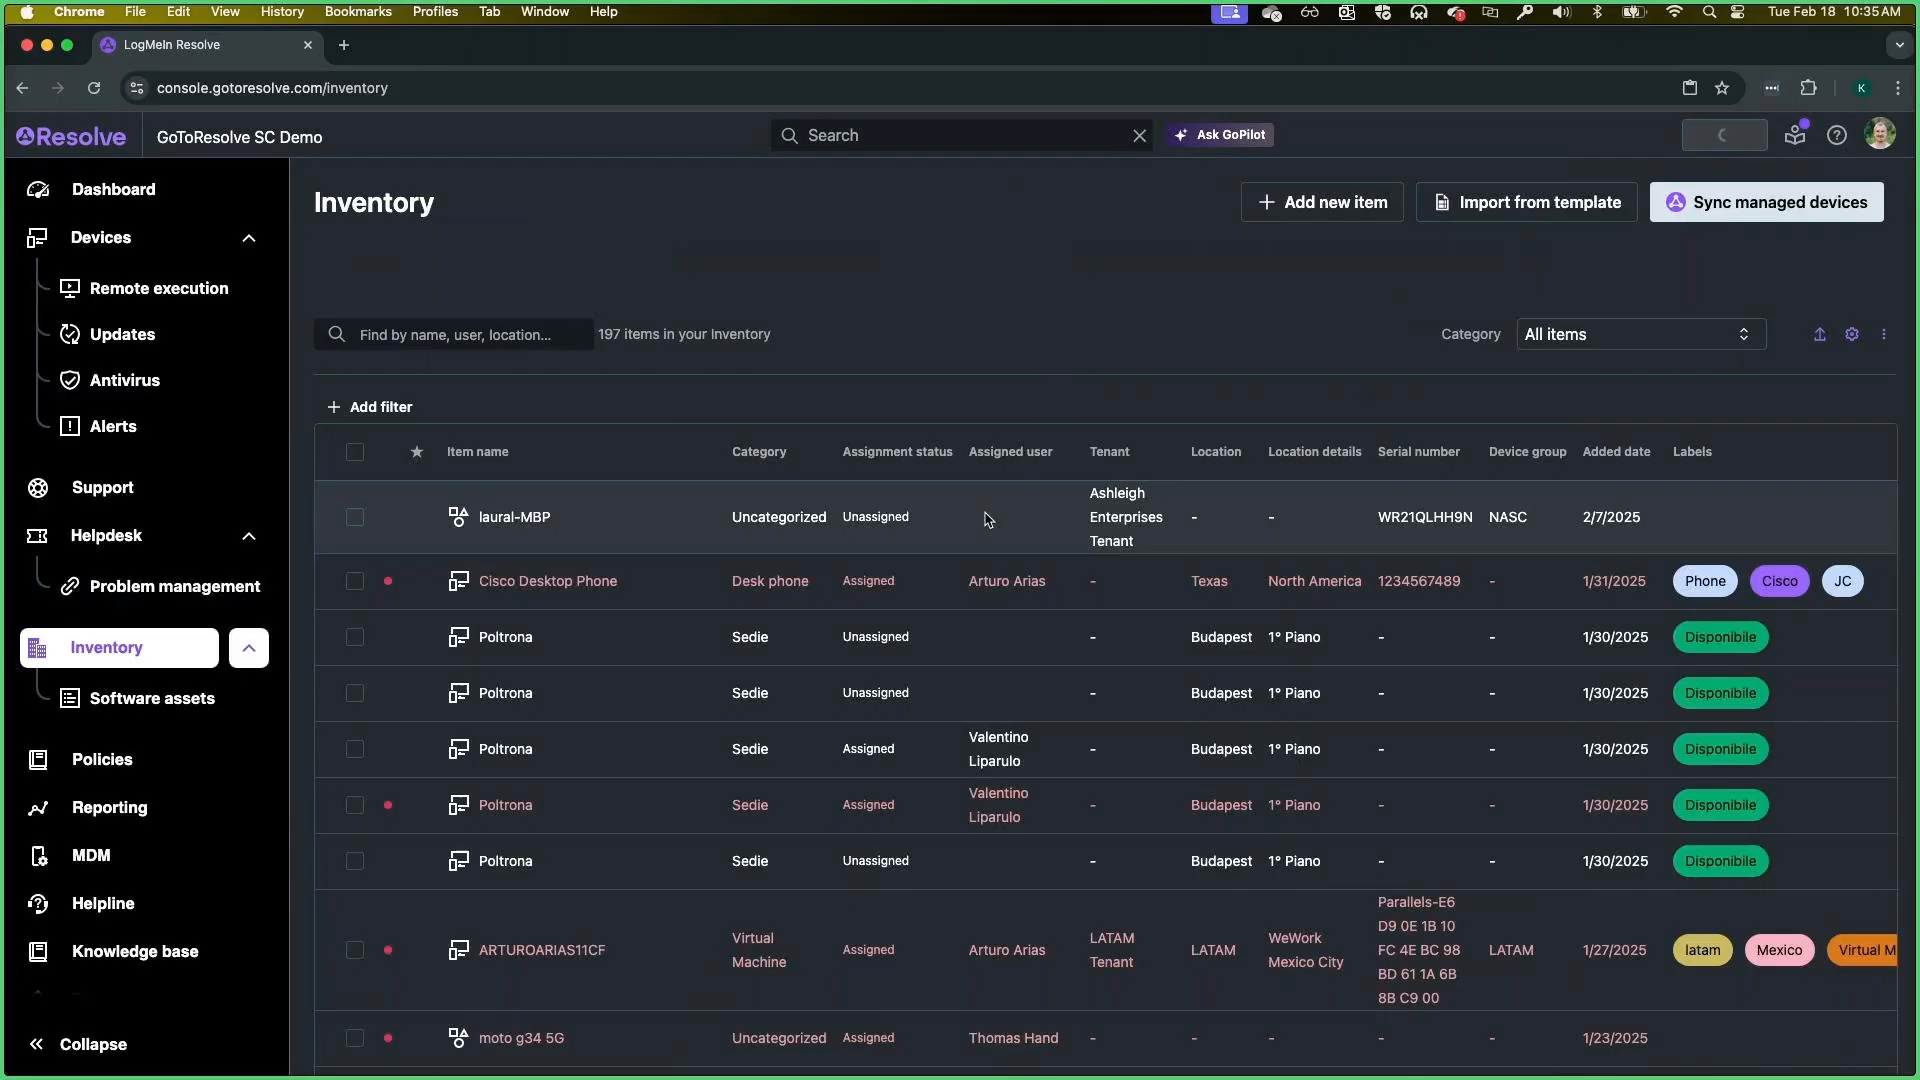 Chrome File Edit View History Bookmarks Profiles Tab Window Help Tue Feb 18 10:35 AM
LogMeIn Resolve
console.gotoresolve.com/inventory K
Resolve GoToResolve SC Demo Search Ask GoPilot
Dashboard
Devices
Remote execution
Updates
Antivirus
Alerts
Support
Helpdesk
Problem management
Inventory
Software assets
Policies
Reporting
MDM
Helpline
Knowledge base
Collapse
Inventory Add new item Import from template Sync managed devices
Find by name, user, location... 197 items in your Inventory Category All items
Add filter
Item name Category Assignment status Assigned user Tenant Location Location details Serial number Device group Added date Labels
laural-MBP Uncategorized Unassigned Ashleigh Enterprises Tenant - - WR21QLHH9N NASC 2/7/2025
Cisco Desktop Phone Desk phone Assigned Arturo Arias - Texas North America 1234567489 - 1/31/2025 Phone Cisco JC
Poltrona Sedie Unassigned - Budapest 1° Piano - - 1/30/2025 Disponibile
Poltrona Sedie Unassigned - Budapest 1° Piano - - 1/30/2025 Disponibile
Poltrona Sedie Assigned Valentino Liparulo - Budapest 1° Piano - - 1/30/2025 Disponibile
Poltrona Sedie Assigned Valentino Liparulo - Budapest 1° Piano - - 1/30/2025 Disponibile
Poltrona Sedie Unassigned - Budapest 1° Piano - - 1/30/2025 Disponibile
ARTUROARIAS11CF Virtual Machine Assigned Arturo Arias LATAM Tenant LATAM WeWork Mexico City Parallels-E6 D9 0E 1B 10 FC 4E BC 98 BD 61 1A 6B 8B C9 00 LATAM 1/27/2025 latam Mexico Virtual M
moto g34 5G Uncategorized Assigned Thomas Hand - - - - - 1/23/2025